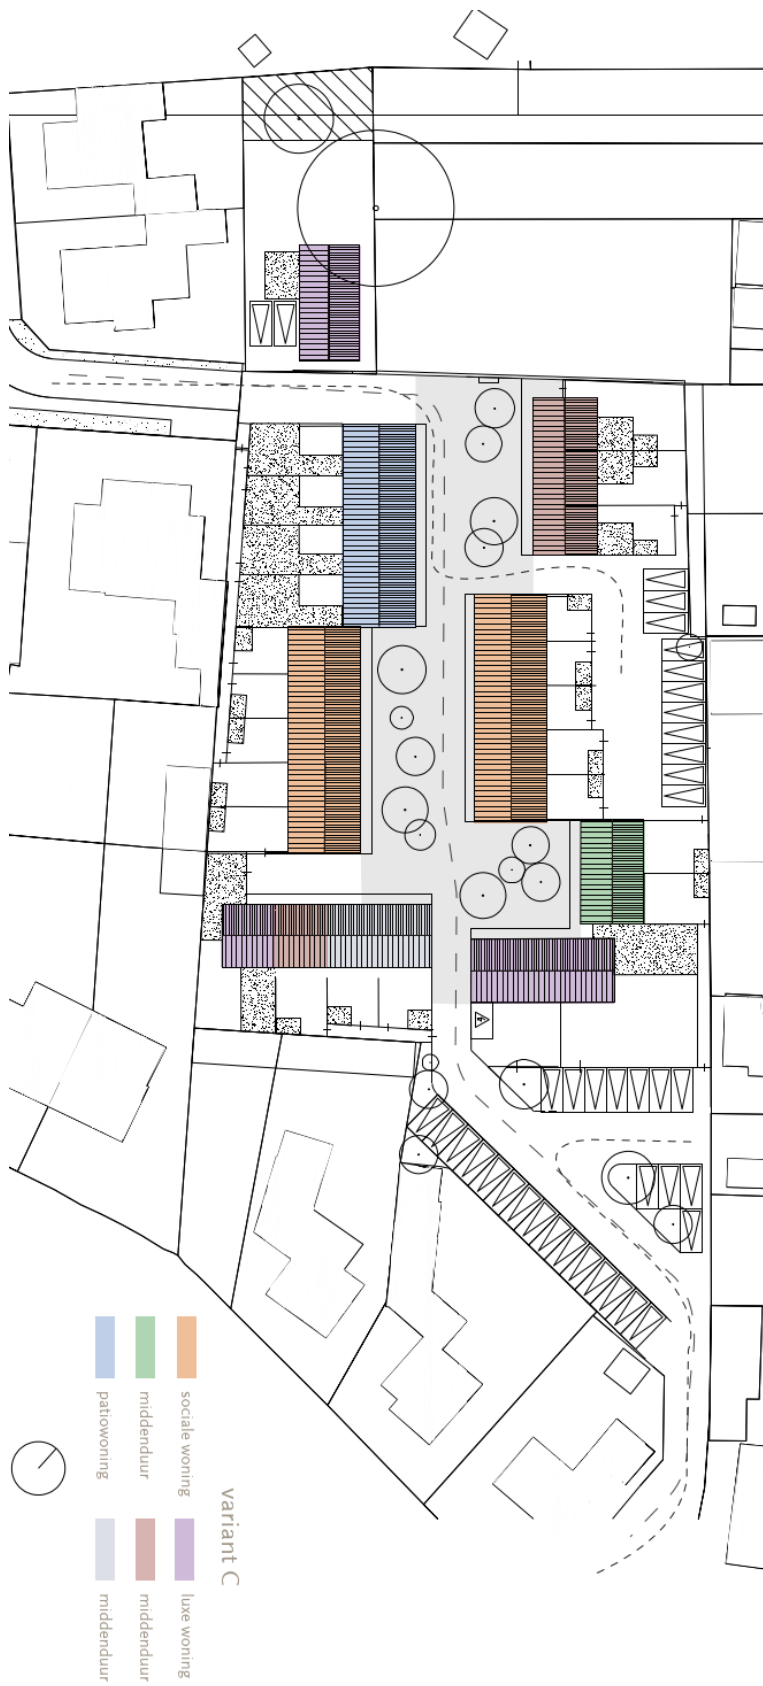 variant C
sociale woning
luxe woning
middenduur
middenduur
patiowoning
middenduur